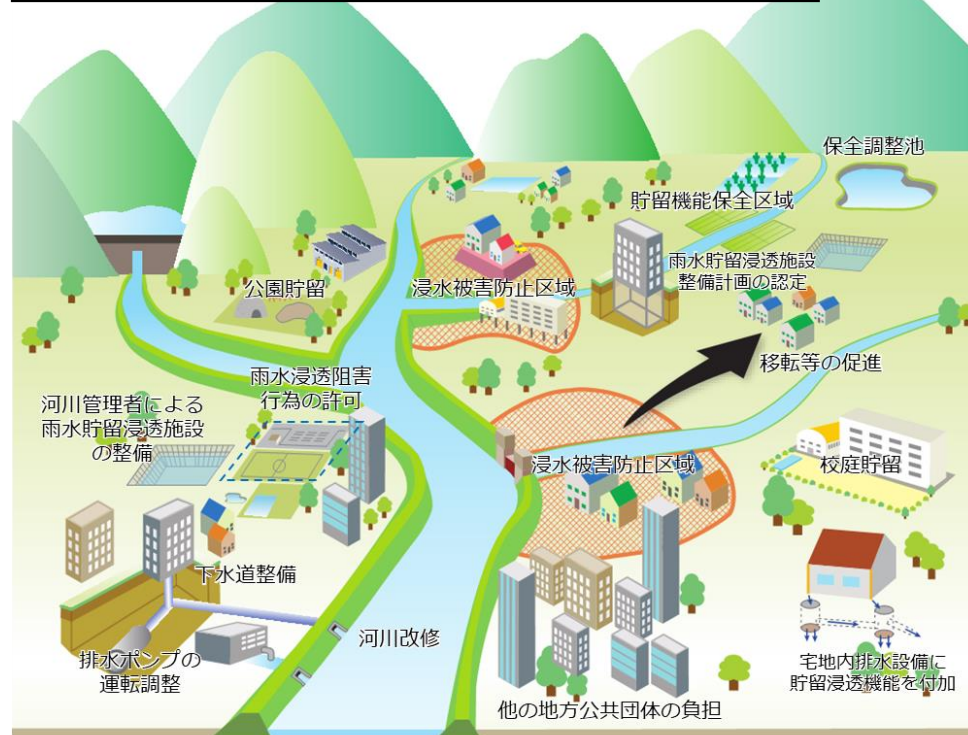 保全調整池
貯留機能保全区域
雨水貯留浸透施設
整備計画の認定
公園貯留
浸水被害防止区域
移転等の促進
雨水浸透阻害
行為の許可
河川管理者による
雨水貯留浸透施設
の整備
浸水被害防止区域
校庭貯留
下水道整備
河川改修
排水ポンプの
運転調整
宅地内排水設備に
貯留浸透機能を付加
他の地方公共団体の負担